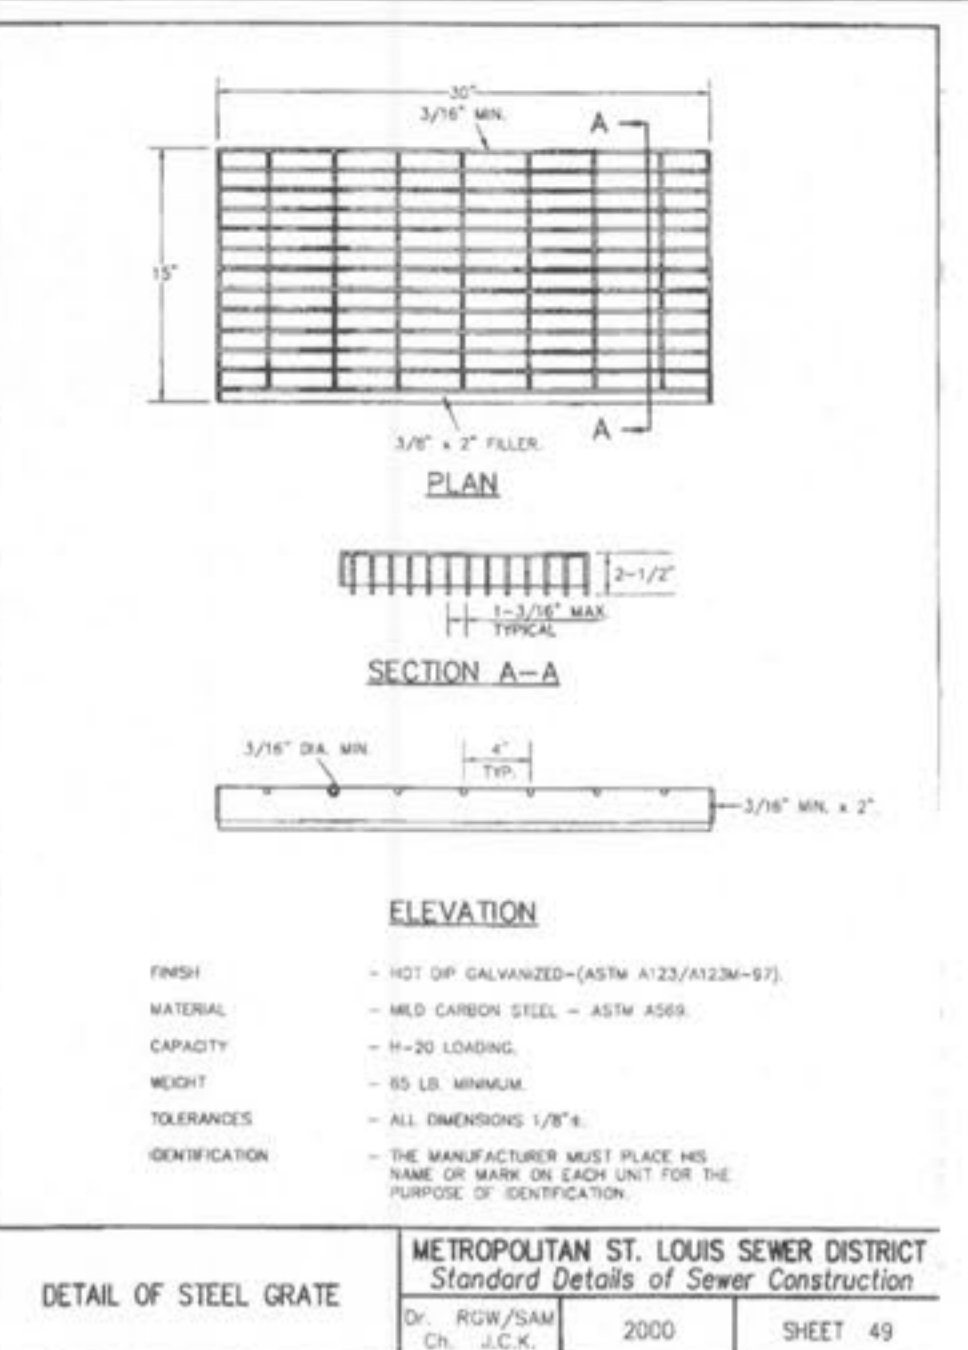 30"
3/16" MIN.
A
15"
A
3/8" x 2" FILLER.
PLAN
2-1/2"
1-3/16" MAX.
TYPICAL
SECTION A-A
3/16" DIA. MIN.
4"
TYP.
3/16" MIN. x 2".
ELEVATION
FINISH - HOT DIP GALVANIZED-(ASTM A123/A123M-97).
MATERIAL - MILD CARBON STEEL - ASTM A569.
CAPACITY - H-20 LOADING.
WEIGHT - 65 LB. MINIMUM.
TOLERANCES - ALL DIMENSIONS 1/8"±.
IDENTIFICATION - THE MANUFACTURER MUST PLACE HIS
NAME OR MARK ON EACH UNIT FOR THE
PURPOSE OF IDENTIFICATION.
DETAIL OF STEEL GRATE
METROPOLITAN ST. LOUIS SEWER DISTRICT
Standard Details of Sewer Construction
Dr. RGW/SAM
Ch. J.C.K.
2000
SHEET 49